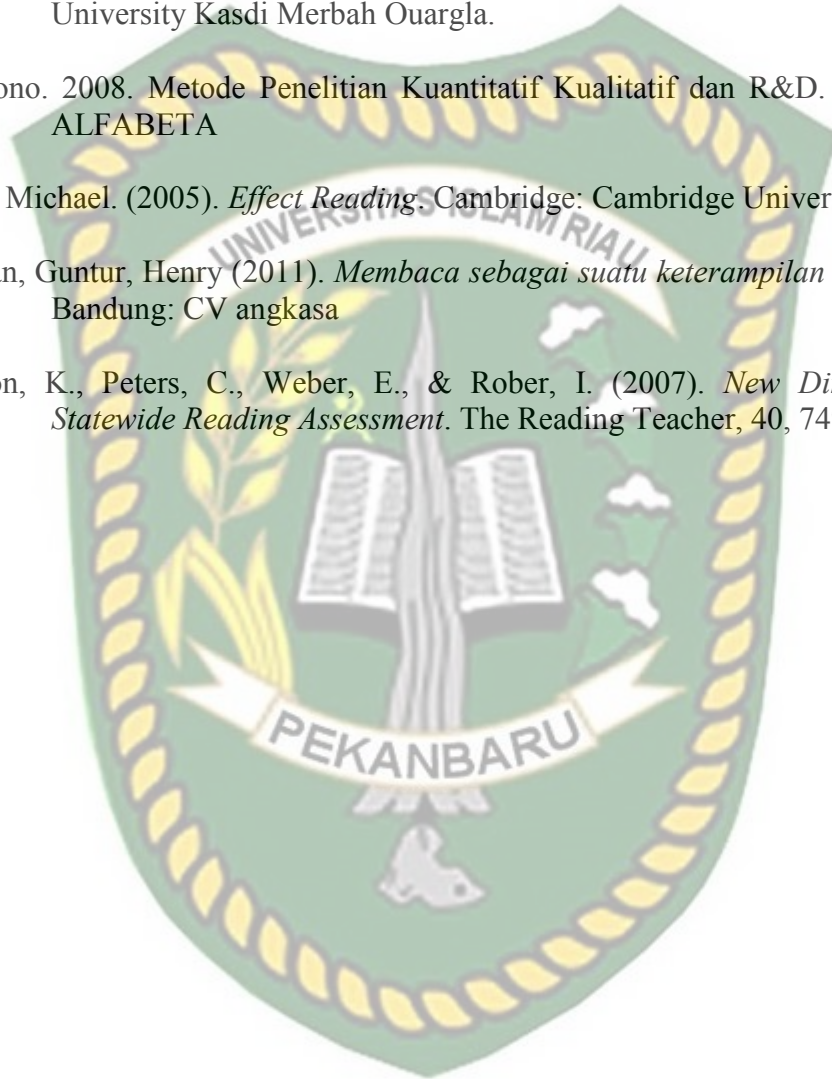 University Kasdi Merbah Ouargla.
ono. 2008. Metode Penelitian Kuantitatif Kualitatif dan R&D.
ALFABETA
Michael. (2005). Effect Reading. Cambridge: Cambridge Univer
UNIVERSITAS ISLAM RIAU
n, Guntur, Henry (2011). Membaca sebagai suatu keterampilan
Bandung: CV angkasa
on, K., Peters, C., Weber, E., & Rober, I. (2007). New Di
Statewide Reading Assessment. The Reading Teacher, 40, 74
PEKANBARU